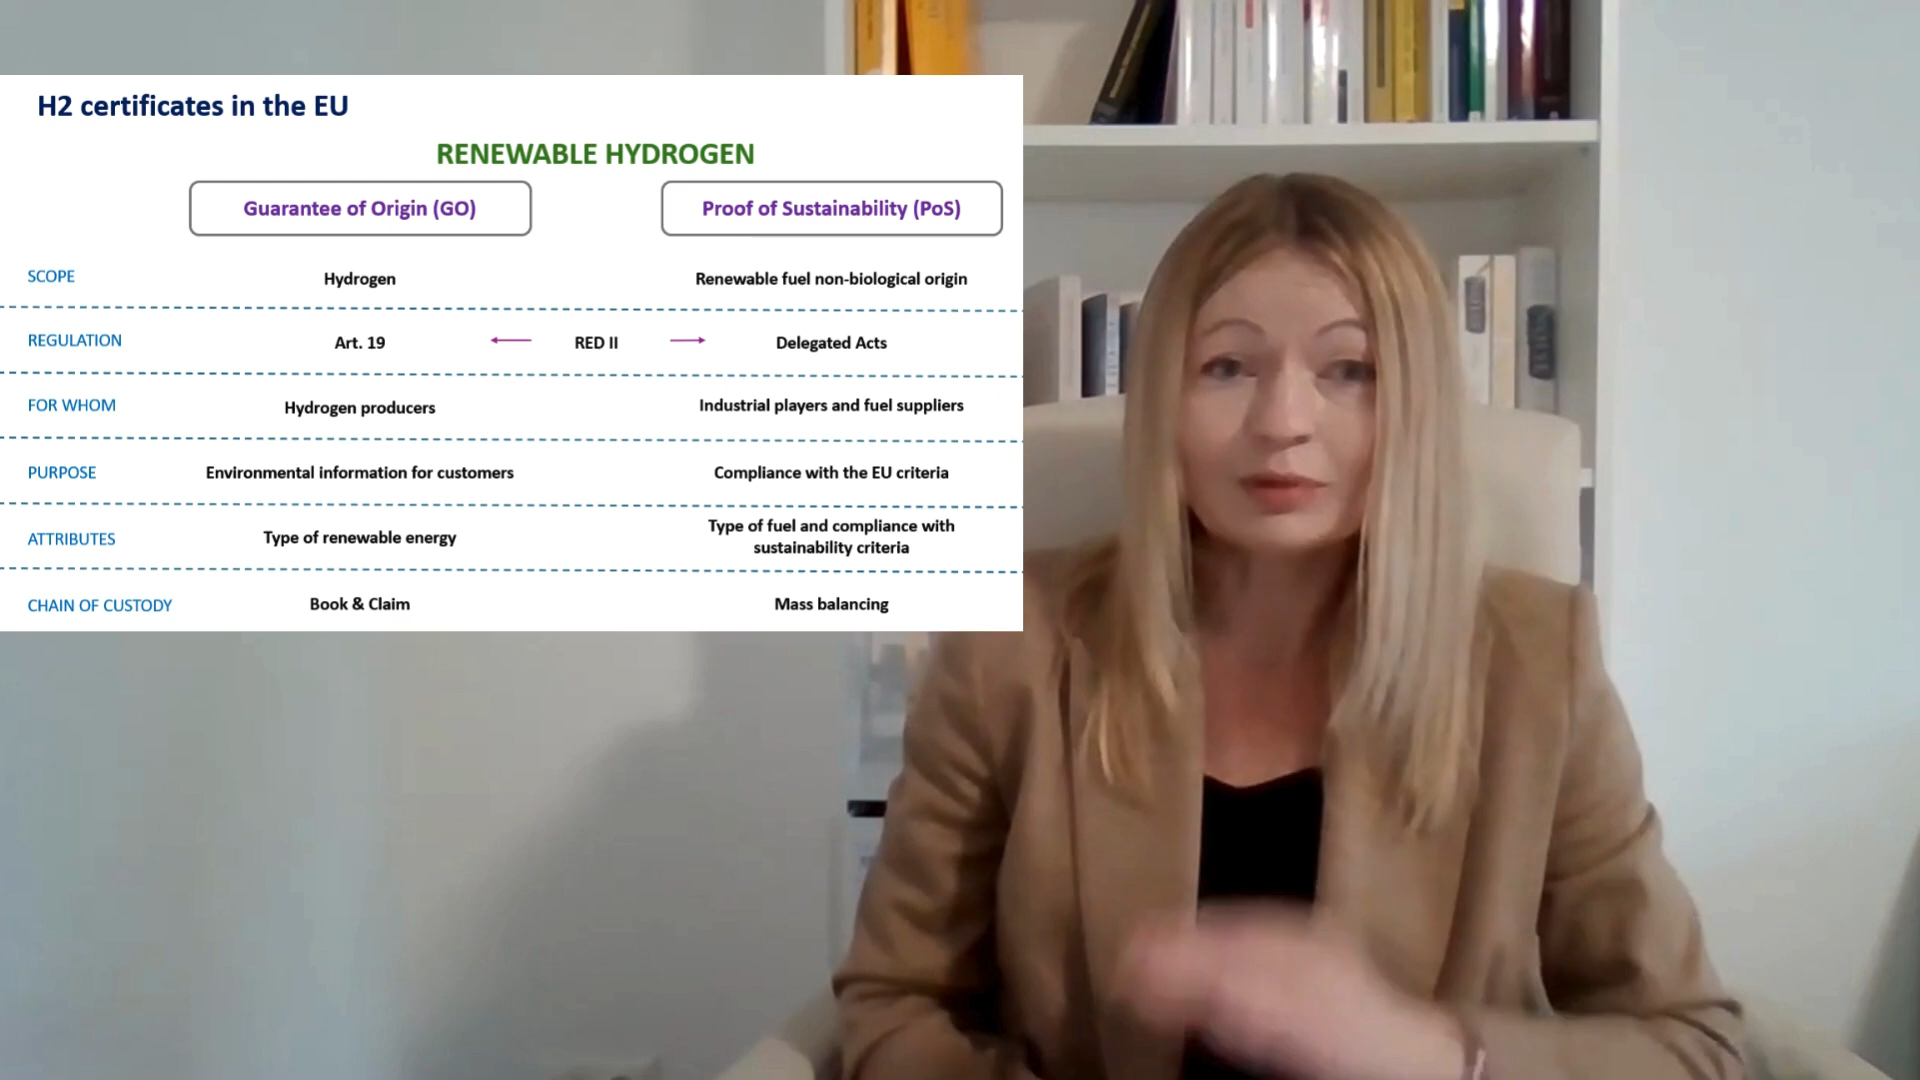 H2 certificates in the EU
RENEWABLE HYDROGEN
Guarantee of Origin (GO) Proof of Sustainability (PoS)
SCOPE Hydrogen Renewable fuel non-biological origin
REGULATION Art. 19 RED II Delegated Acts
FOR WHOM Hydrogen producers Industrial players and fuel suppliers
PURPOSE Environmental information for customers Compliance with the EU criteria
ATTRIBUTES Type of renewable energy Type of fuel and compliance with
sustainability criteria
CHAIN OF CUSTODY Book & Claim Mass balancing